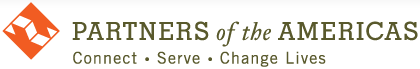 PARTNERS of the AMERICAS
Connect • Serve • Change Lives